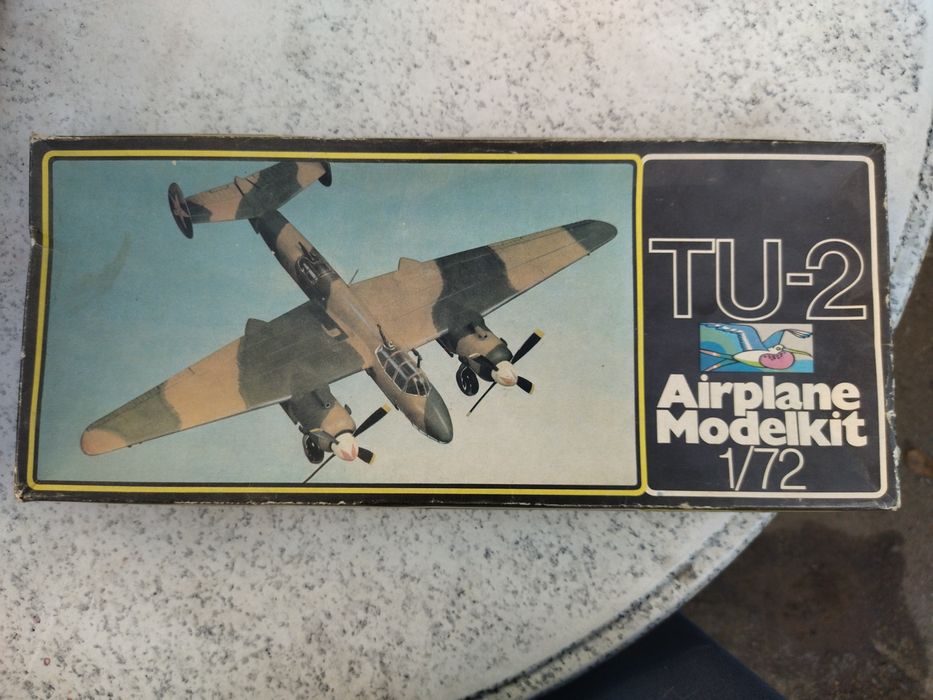 TU-2
Airplane
Modelkit
1/72